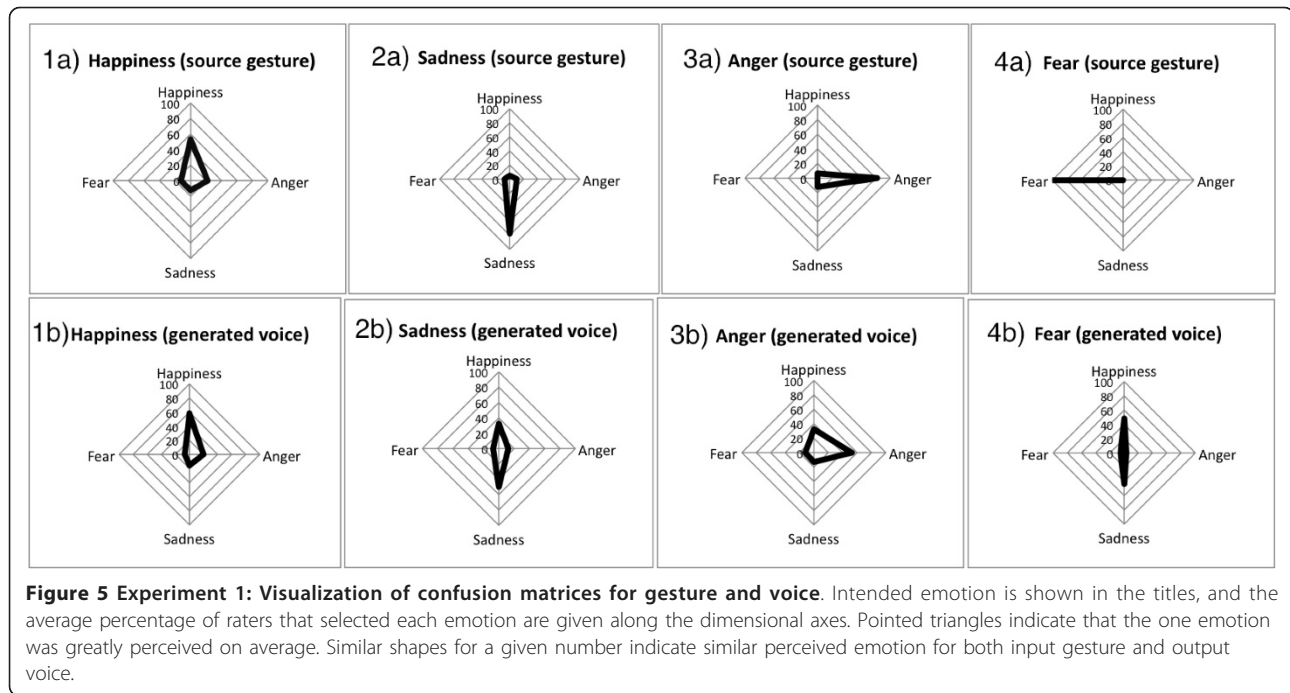 1a) Happiness (source gesture)
Happiness
100
80
60
40
20
0
Fear
Anger
Sadness
2a) Sadness (source gesture)
Happiness
100
80
60
40
20
0
Fear
Anger
Sadness
3a) Anger (source gesture)
Happiness
100
80
60
40
20
0
Fear
Anger
Sadness
4a) Fear (source gesture)
Happiness
100
80
60
40
20
0
Fear
Anger
Sadness
1b) Happiness (generated voice)
Happiness
100
80
60
40
20
0
Fear
Anger
Sadness
2b) Sadness (generated voice)
Happiness
100
80
60
40
20
0
Fear
Anger
Sadness
3b) Anger (generated voice)
Happiness
100
80
60
40
20
0
Fear
Anger
Sadness
4b) Fear (generated voice)
Happiness
100
80
60
40
20
0
Fear
Anger
Sadness
Figure 5 Experiment 1: Visualization of confusion matrices for gesture and voice. Intended emotion is shown in the titles, and the
average percentage of raters that selected each emotion are given along the dimensional axes. Pointed triangles indicate that the one emotion
was greatly perceived on average. Similar shapes for a given number indicate similar perceived emotion for both input gesture and output
voice.